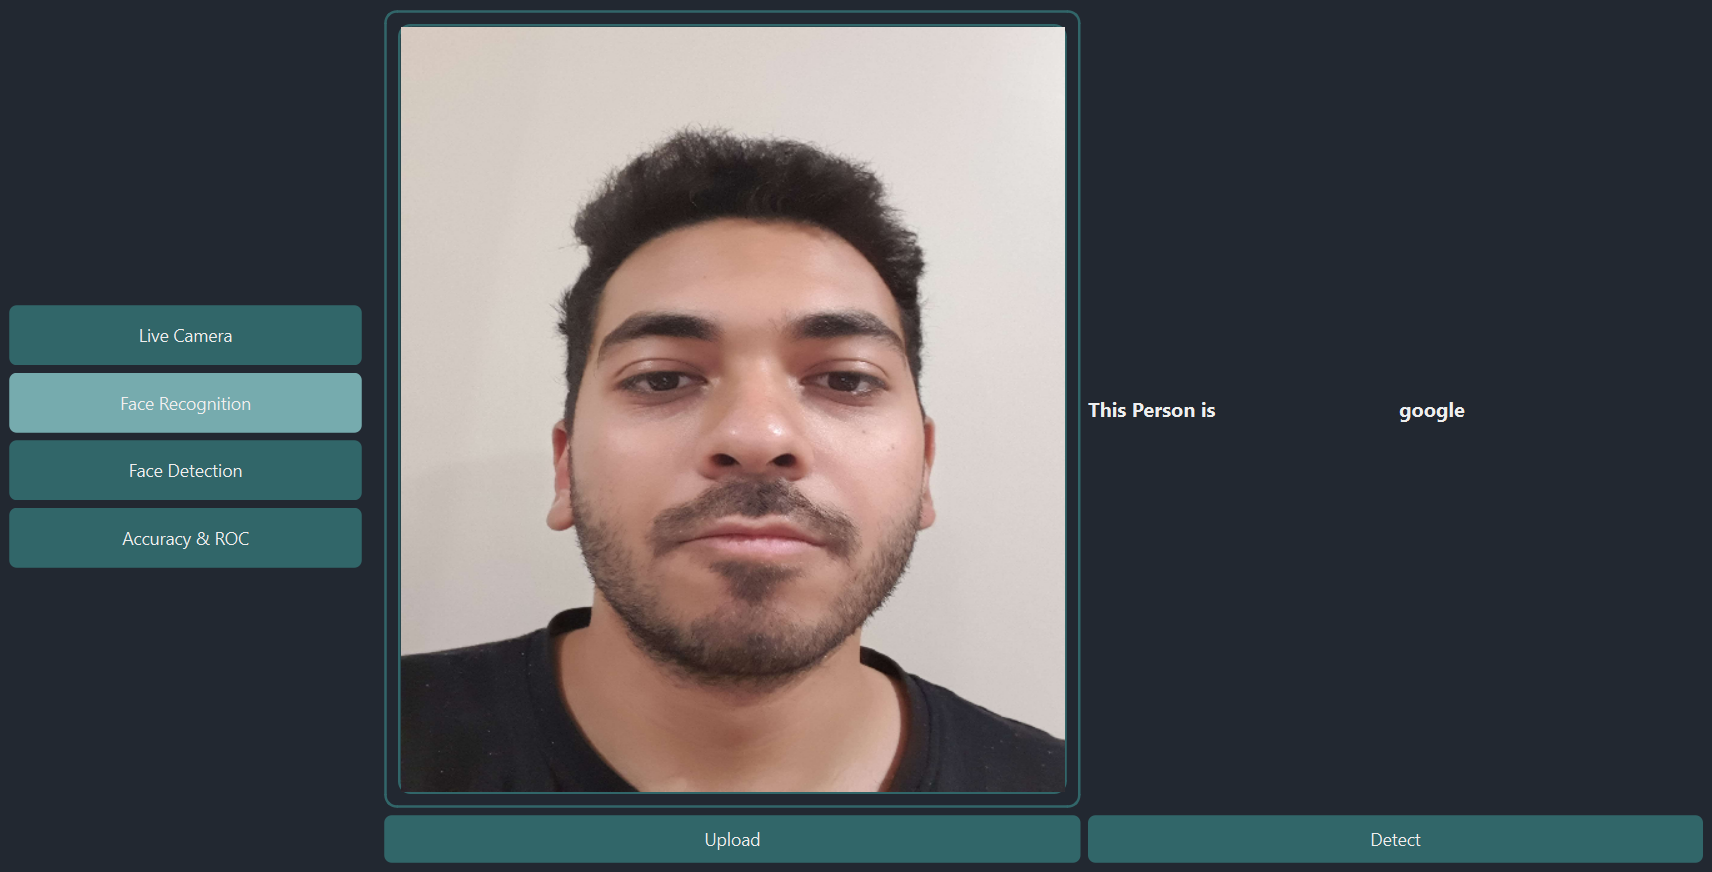 Live Camera
Face Recognition
Face Detection
Accuracy & ROC
This Person is google
Upload
Detect